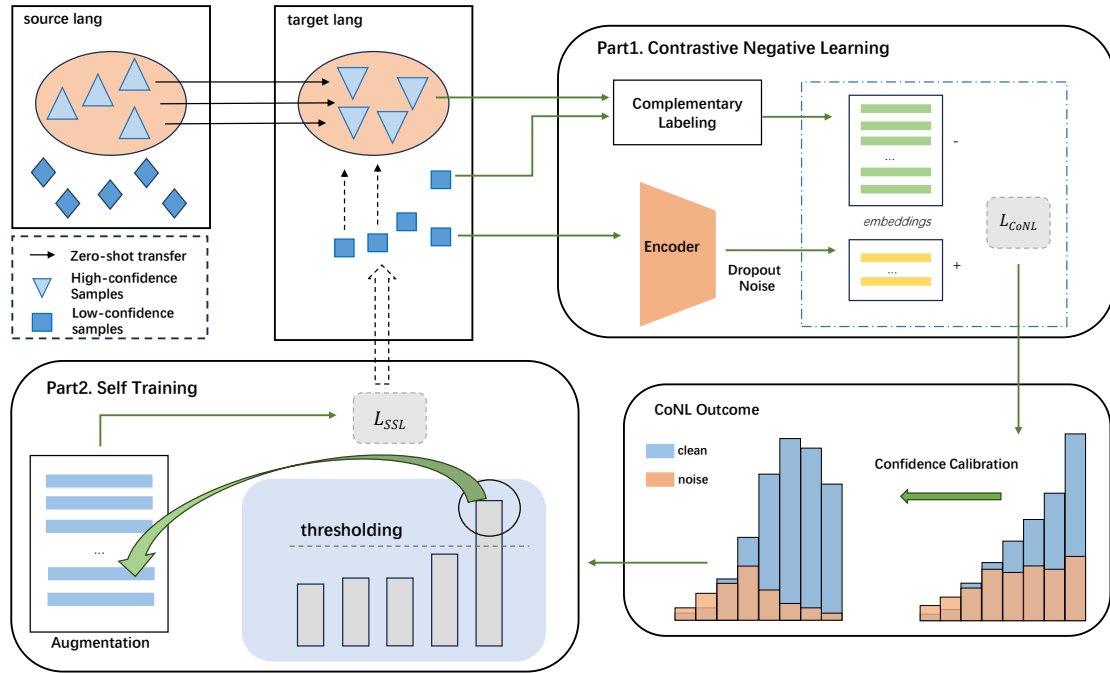 source lang
target lang
Zero-shot transfer
High-confidence
Samples
Low-confidence
samples
Part1. Contrastive Negative Learning
Complementary
Labeling
Encoder
Dropout
Noise
...
-
embeddings
...
+
L_CoNL
Part2. Self Training
L_SSL
...
Augmentation
thresholding
CoNL Outcome
clean
noise
Confidence Calibration